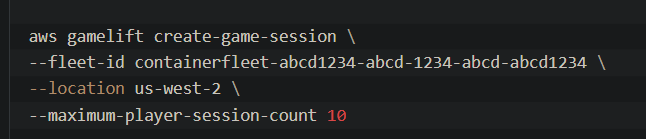 aws gamelift create-game-session \
--fleet-id containerfleet-abcd1234-abcd-1234-abcd-abcd1234 \
--location us-west-2 \
--maximum-player-session-count 10